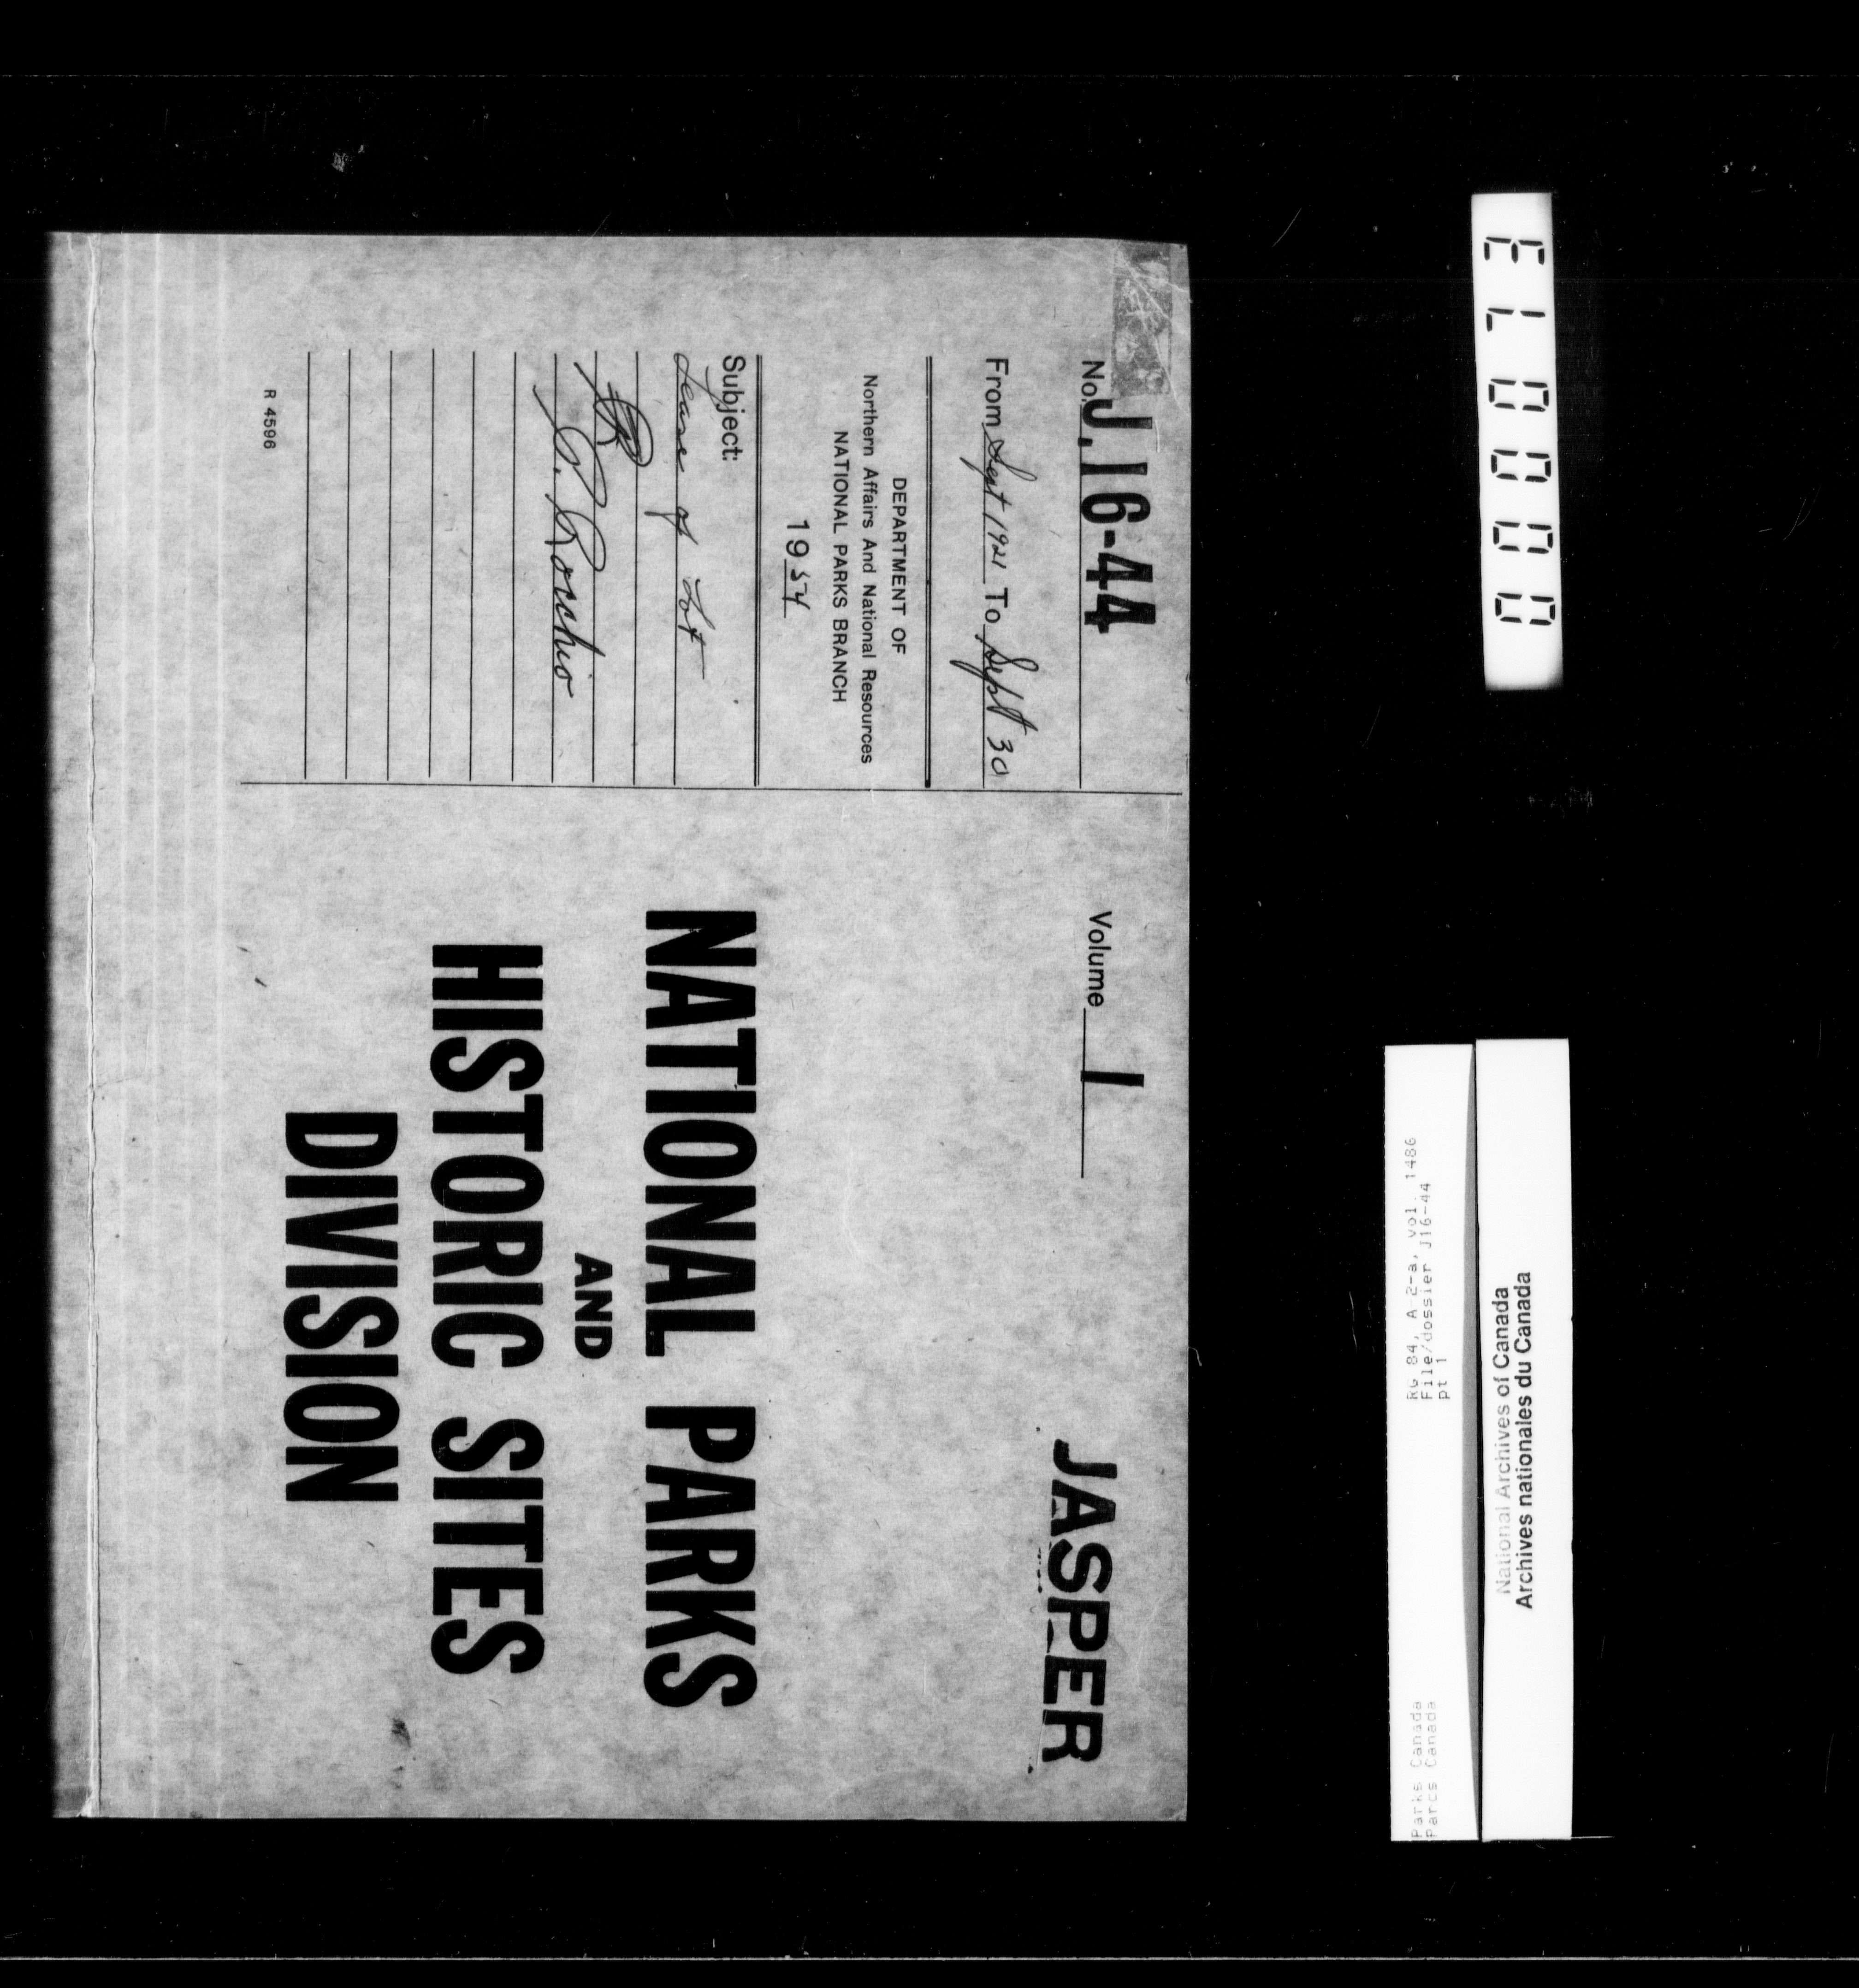 No. J.16-44
From Sept 1921 To Sept 30
DEPARTMENT OF
Northern Affairs And National Resources
NATIONAL PARKS BRANCH
1954
Subject:
Lease of Lot
C. Rocchio
R 4596
Volume 1
JASPER
NATIONAL PARKS
AND
HISTORIC SITES
DIVISION
000073
RG 84, A 2-a, vol. 1486
File/dossier J16-44
pt 1
Parks Canada
Parcs Canada
National Archives of Canada
Archives nationales du Canada